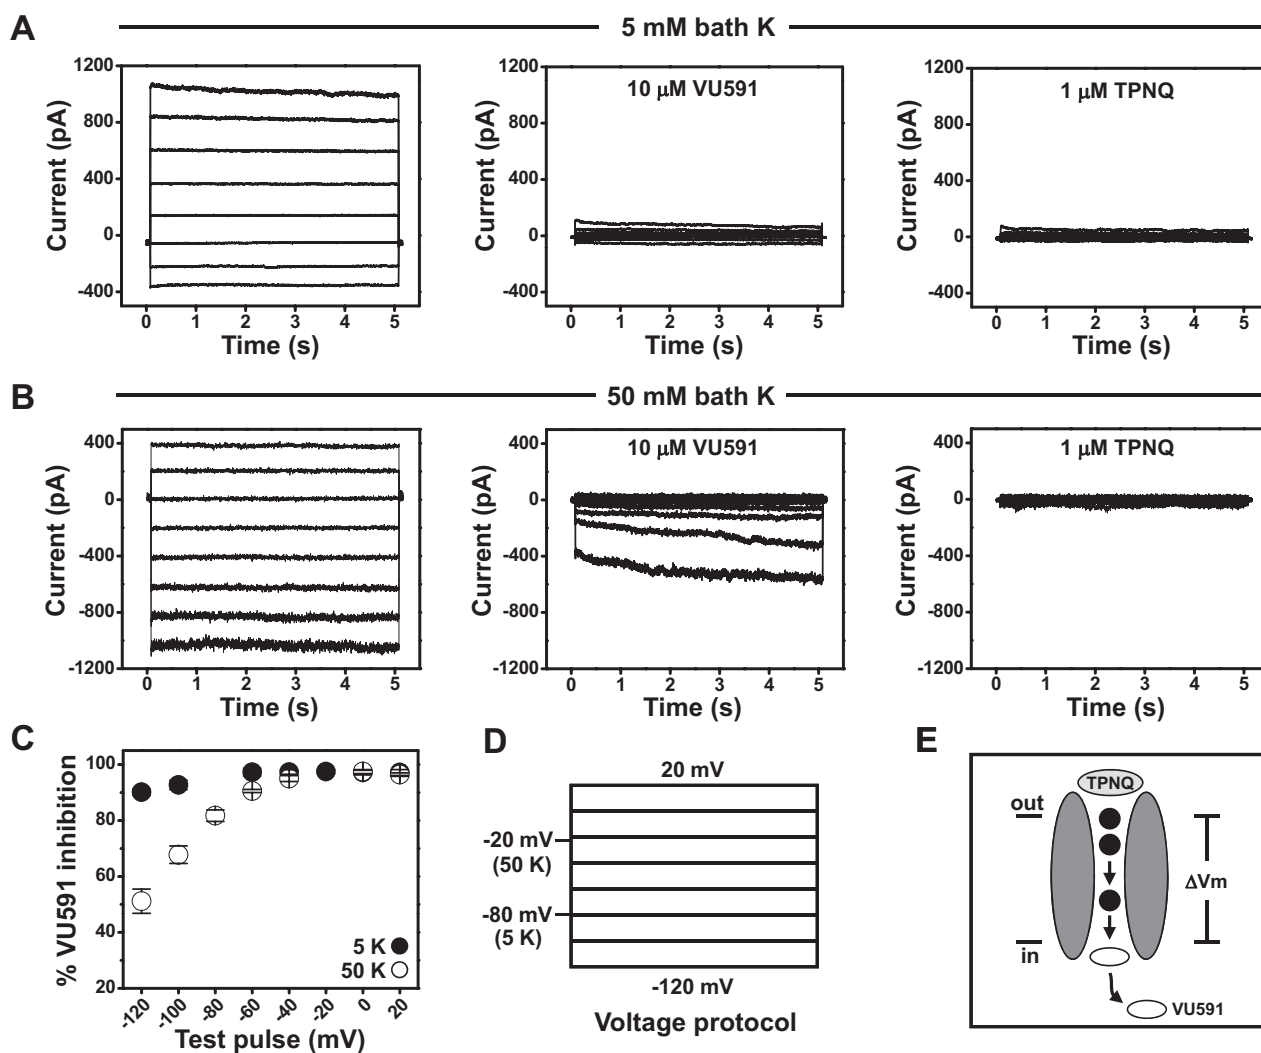 A
5 mM bath K
1200
800
400
0
-400
Current (pA)
0 1 2 3 4 5
Time (s)
10 µM VU591
1200
800
400
0
-400
Current (pA)
0 1 2 3 4 5
Time (s)
1 µM TPNQ
1200
800
400
0
-400
Current (pA)
0 1 2 3 4 5
Time (s)
B
50 mM bath K
400
0
-400
-800
-1200
Current (pA)
0 1 2 3 4 5
Time (s)
10 µM VU591
400
0
-400
-800
-1200
Current (pA)
0 1 2 3 4 5
Time (s)
1 µM TPNQ
400
0
-400
-800
-1200
Current (pA)
0 1 2 3 4 5
Time (s)
C
100
80
60
40
20
% VU591 inhibition
5 K
50 K
-120 -100 -80 -60 -40 -20 0 20
Test pulse (mV)
D
20 mV
-20 mV
(50 K)
-80 mV
(5 K)
-120 mV
Voltage protocol
E
TPNQ
out
ΔVm
in
VU591